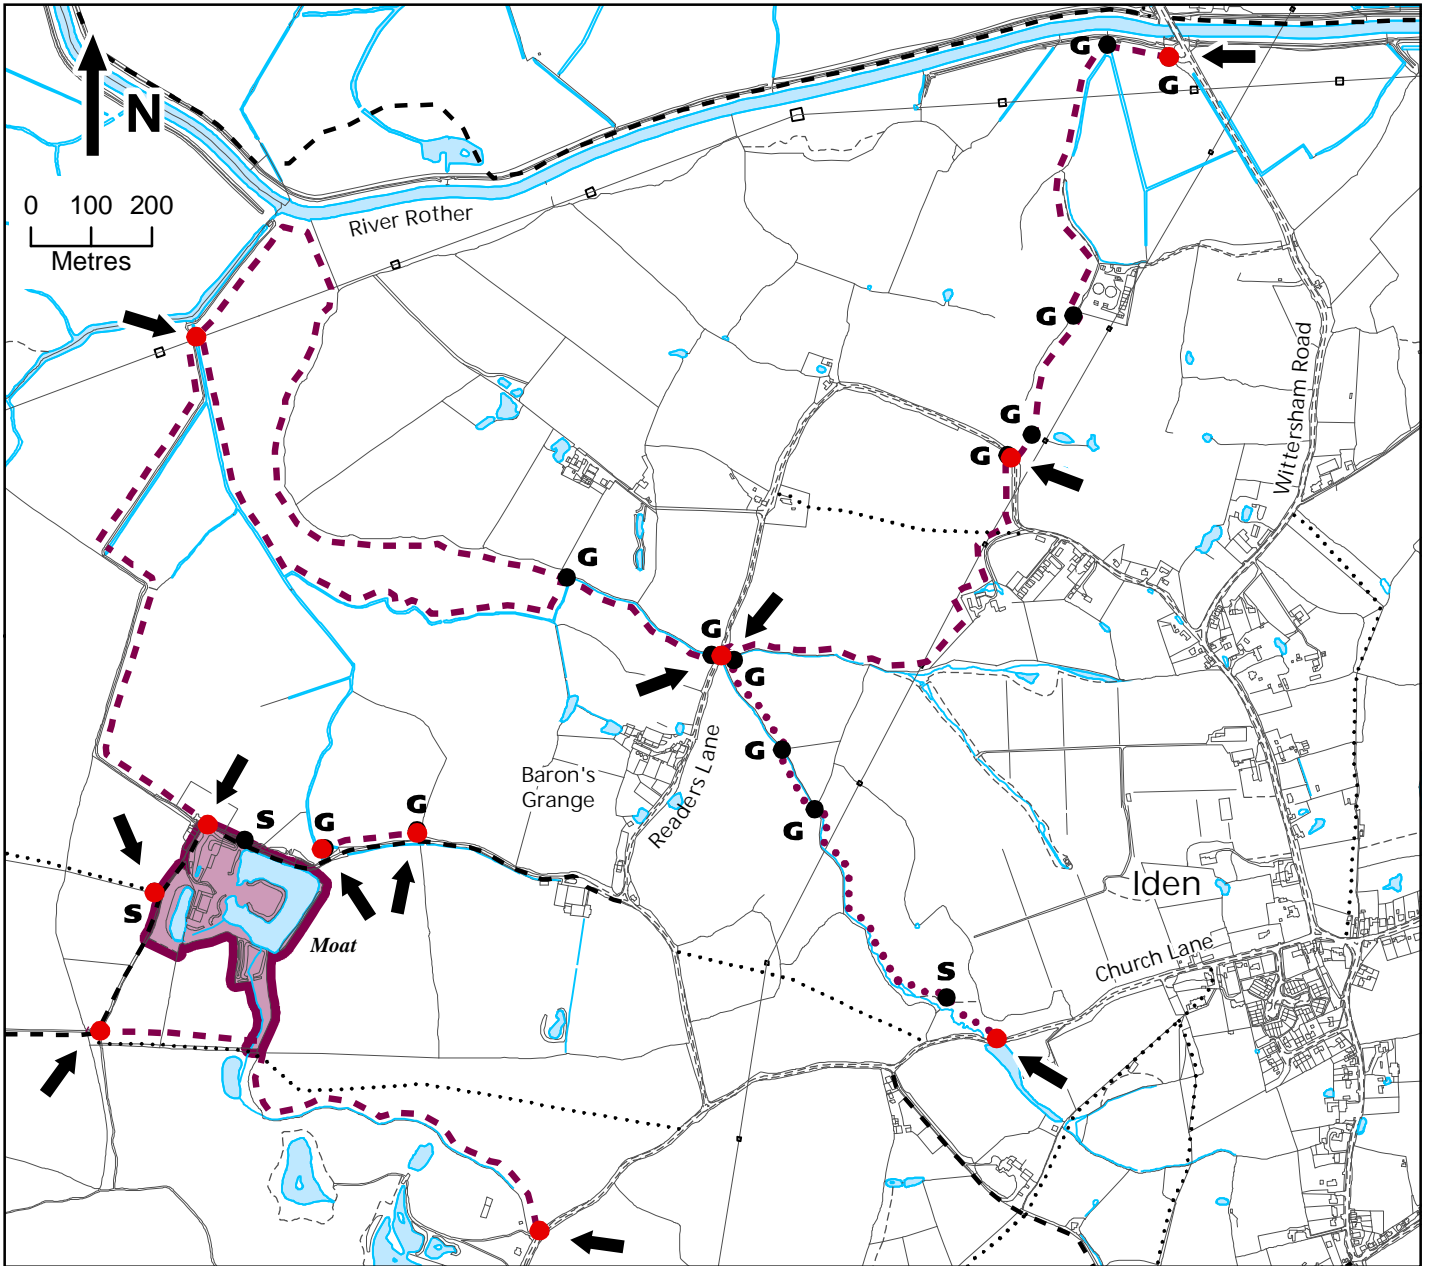 G
G
N
0 100 200
Metres
River Rother
G
Wittersham Road
G
G
G
G
G
G
Readers Lane
Baron's
Grange
G
G
S
G
Iden
S
Moat
Church Lane
S